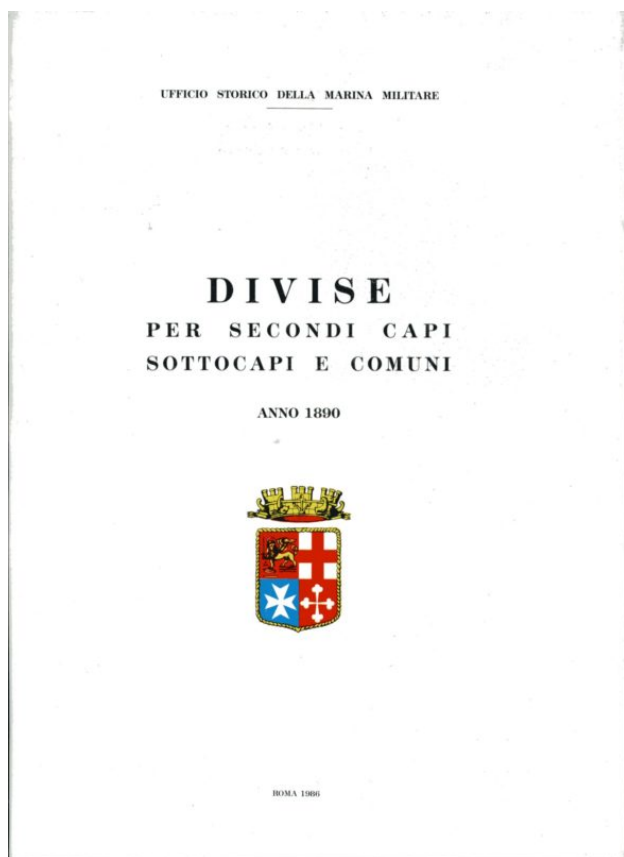 UFFICIO STORICO DELLA MARINA MILITARE
DIVISE
PER SECONDI CAPI
SOTTOCAPI E COMUNI
ANNO 1890
ROMA 1986